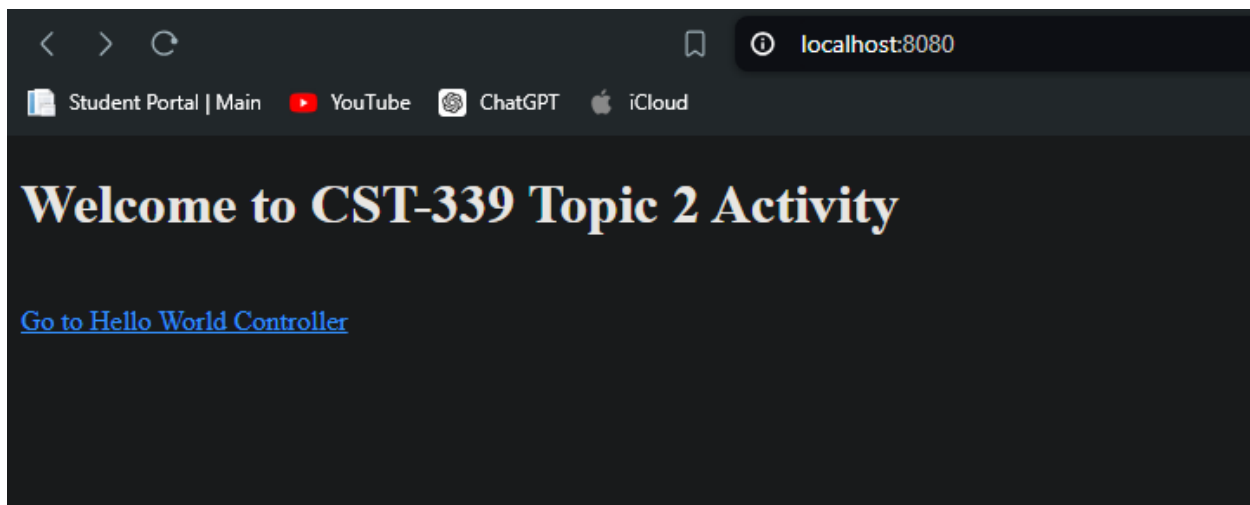 localhost:8080
Student Portal | Main YouTube ChatGPT iCloud
Welcome to CST-339 Topic 2 Activity
Go to Hello World Controller